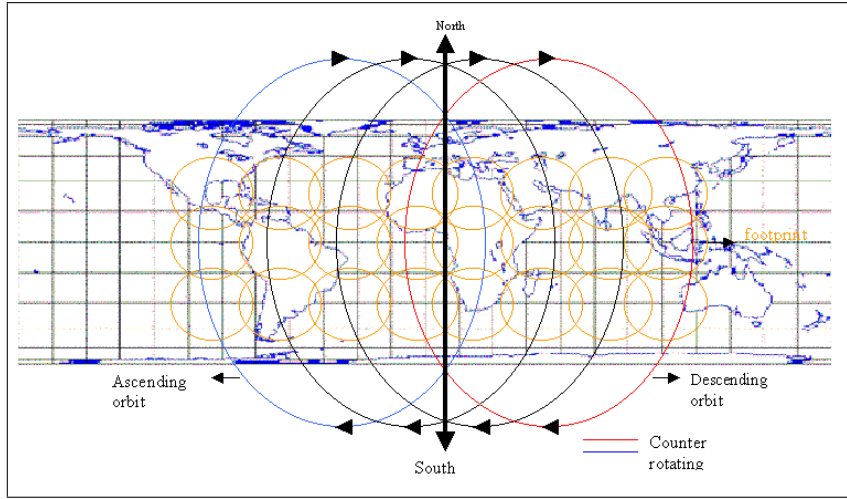 North
footprint
Ascending
orbit
Descending
orbit
South
Counter
rotating